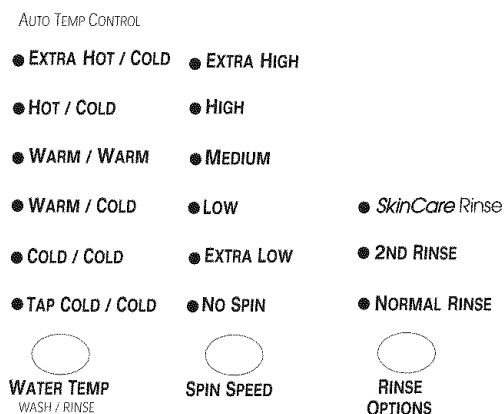 AUTO TEMP CONTROL
EXTRA HOT / COLD
HOT / COLD
WARM / WARM
WARM / COLD
COLD / COLD
TAP COLD / COLD
WATER TEMP
WASH / RINSE
EXTRA HIGH
HIGH
MEDIUM
LOW
EXTRA LOW
NO SPIN
SPIN SPEED
SkinCare Rinse
2ND RINSE
NORMAL RINSE
RINSE
OPTIONS